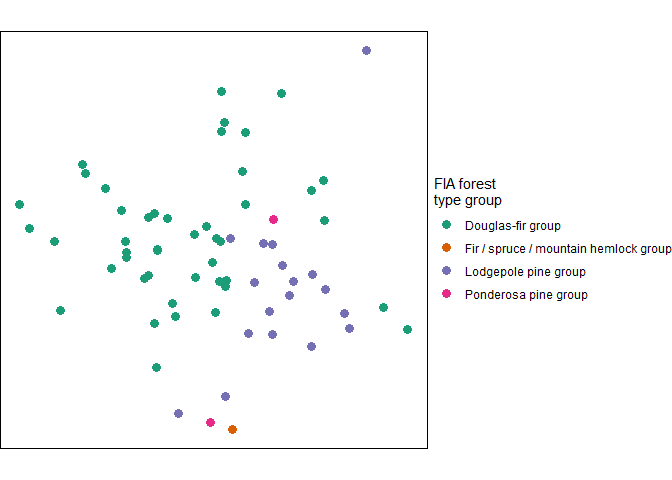 FIA forest
type group
Douglas-fir group
Fir / spruce / mountain hemlock group
Lodgepole pine group
Ponderosa pine group